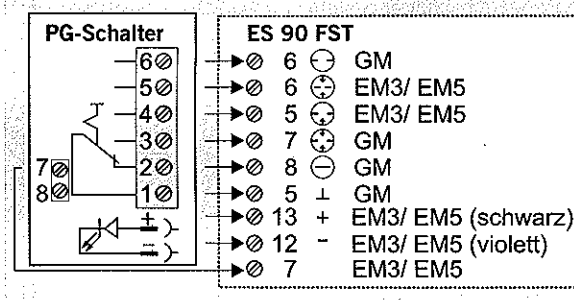 PG-Schalter
6
5
4
3
7 2
8 1
+
-
ES 90 FST
6 GM
6 EM3/ EM5
5 EM3/ EM5
7 GM
8 GM
5 ⊥ GM
13 + EM3/ EM5 (schwarz)
12 - EM3/ EM5 (violett)
7 EM3/ EM5